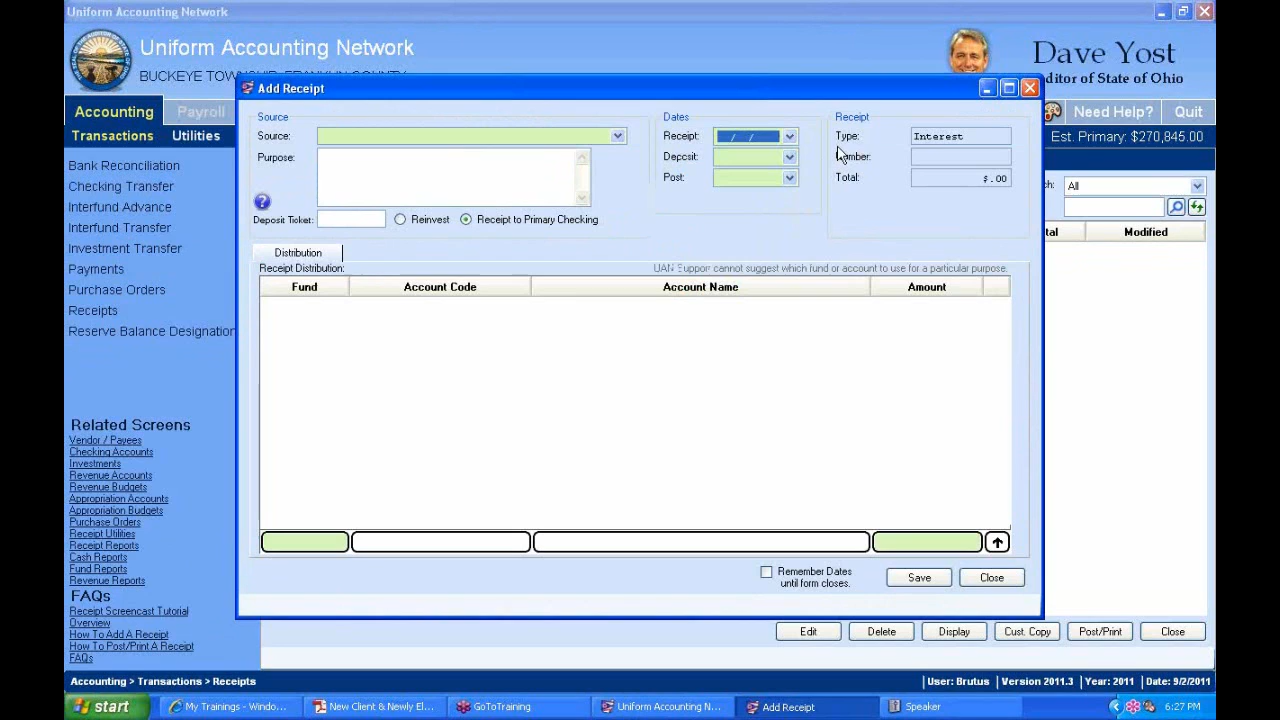 Uniform Accounting Network
Uniform Accounting Network
BUCKEYE TOWNSHIP, FRANKLIN COUNTY
Dave Yost
ditor of State of Ohio
Accounting Payroll
Need Help? Quit
Transactions Utilities
Est. Primary: $270,845.00
Bank Reconciliation
Checking Transfer
Interfund Advance
Interfund Transfer
Investment Transfer
Payments
Purchase Orders
Receipts
Reserve Balance Designation
Related Screens
Vendor / Payees
Checking Accounts
Investments
Revenue Accounts
Revenue Budgets
Appropriation Accounts
Appropriation Budgets
Purchase Orders
Receipt Utilities
Receipt Reports
Cash Reports
Fund Reports
Revenue Reports
FAQs
Receipt Screencast Tutorial
Overview
How To Add A Receipt
How To Post/Print A Receipt
FAQs
Add Receipt
Source
Source:
Purpose:
Deposit Ticket:
Reinvest
Receipt to Primary Checking
Dates
Receipt: / /
Deposit:
Post:
Receipt
Type: Interest
Number:
Total: $.00
Distribution
Receipt Distribution:
UAN Support cannot suggest which fund or account to use for a particular purpose.
Fund Account Code Account Name Amount
Remember Dates
until form closes.
Save Close
ch: All
tal Modified
Edit Delete Display Cust. Copy Post/Print Close
Accounting > Transactions > Receipts
User: Brutus Version 2011.3 Year: 2011 Date: 9/2/2011
start
My Trainings - Windo...
New Client & Newly El...
GoToTraining
Uniform Accounting N...
Add Receipt
Speaker
6:27 PM